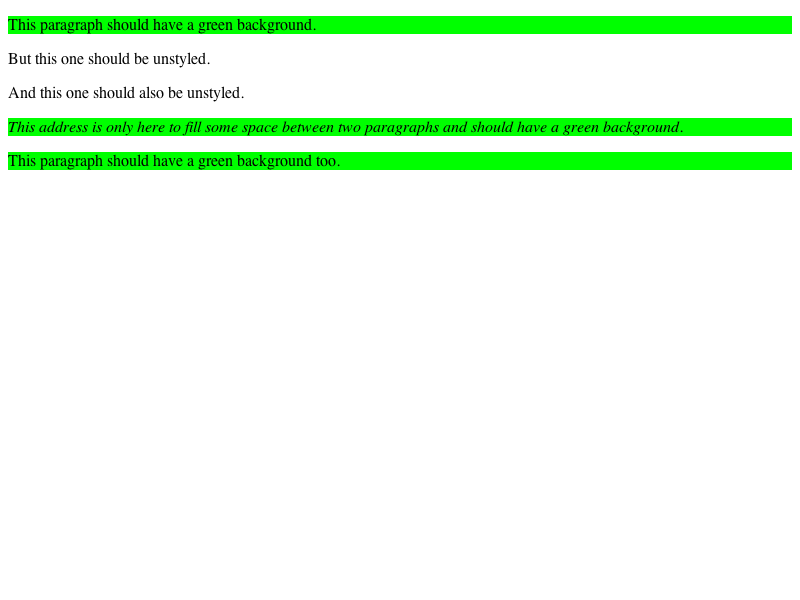 This paragraph should have a green background.
But this one should be unstyled.
And this one should also be unstyled.
This address is only here to fill some space between two paragraphs and should have a green background.
This paragraph should have a green background too.